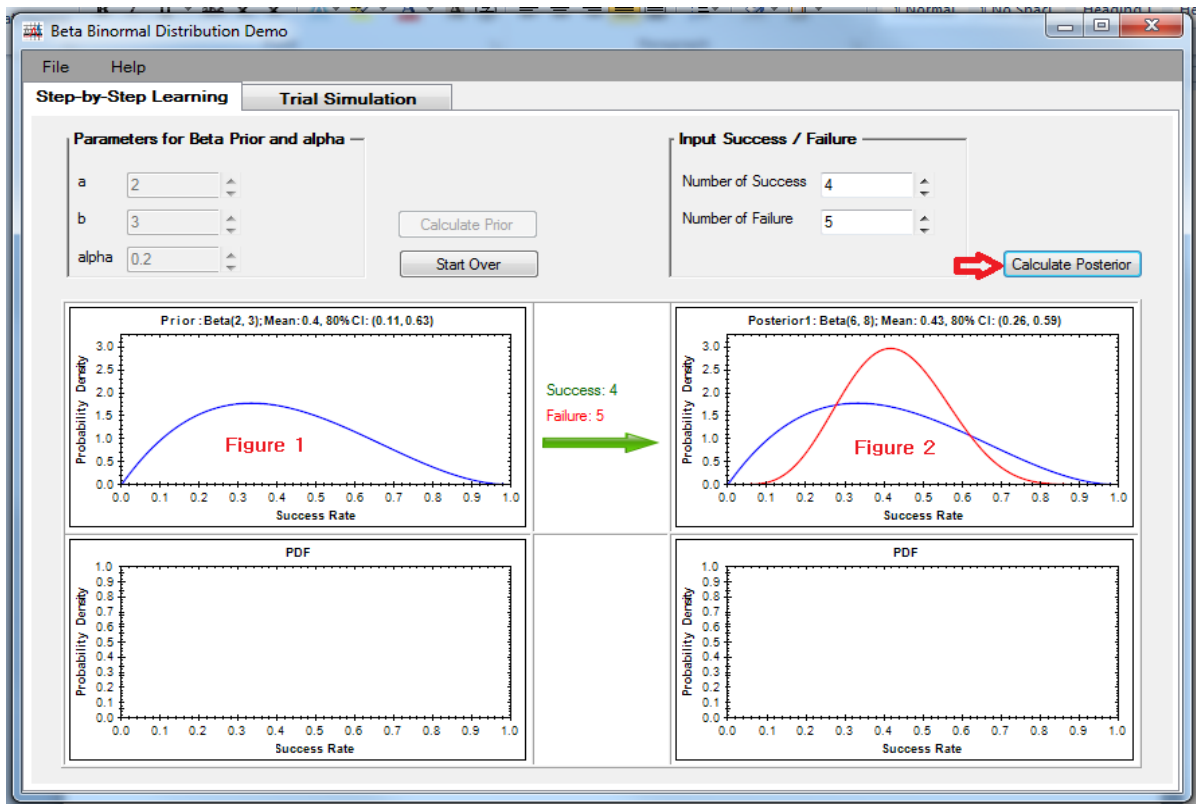 Beta Binormal Distribution Demo
File Help
Step-by-Step Learning Trial Simulation
Parameters for Beta Prior and alpha
a 2
b 3
alpha 0.2
Calculate Prior
Start Over
Input Success / Failure
Number of Success 4
Number of Failure 5
Calculate Posterior
Prior : Beta(2, 3); Mean: 0.4, 80% CI: (0.11, 0.63)
Probability Density
3.0
2.5
2.0
1.5
1.0
0.5
0.0
Figure 1
0.0 0.1 0.2 0.3 0.4 0.5 0.6 0.7 0.8 0.9 1.0
Success Rate
Success: 4
Failure: 5
Posterior1: Beta(6, 8); Mean: 0.43, 80% CI: (0.26, 0.59)
Probability Density
3.0
2.5
2.0
1.5
1.0
0.5
0.0
Figure 2
0.0 0.1 0.2 0.3 0.4 0.5 0.6 0.7 0.8 0.9 1.0
Success Rate
PDF
Probability Density
1.0
0.9
0.8
0.7
0.6
0.5
0.4
0.3
0.2
0.1
0.0
0.0 0.1 0.2 0.3 0.4 0.5 0.6 0.7 0.8 0.9 1.0
Success Rate
PDF
Probability Density
1.0
0.9
0.8
0.7
0.6
0.5
0.4
0.3
0.2
0.1
0.0
0.0 0.1 0.2 0.3 0.4 0.5 0.6 0.7 0.8 0.9 1.0
Success Rate